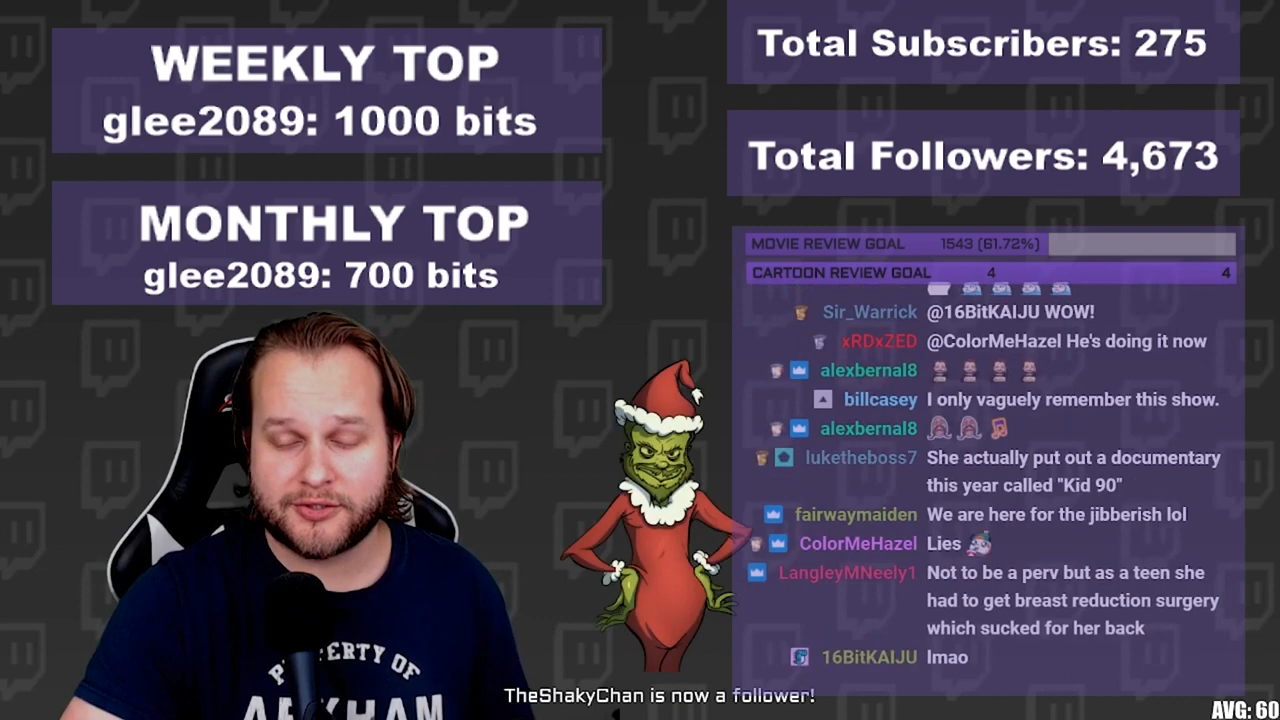 WEEKLY TOP
glee2089: 1000 bits
MONTHLY TOP
glee2089: 700 bits
Total Subscribers: 275
Total Followers: 4,673
MOVIE REVIEW GOAL 1543 (61.72%)
CARTOON REVIEW GOAL 4 4
Sir_Warrick @16BitKAIJU WOW!
xRDxZED @ColorMeHazel He's doing it now
alexbernal8
billcasey I only vaguely remember this show.
alexbernal8
luketheboss7 She actually put out a documentary
this year called "Kid 90"
fairwaymaiden We are here for the jibberish lol
ColorMeHazel Lies
LangleyMNeely1 Not to be a perv but as a teen she
had to get breast reduction surgery
which sucked for her back
16BitKAIJU lmao
PROPERTY OF
ARKHAM
TheShakyChan is now a follower!
AVG: 60